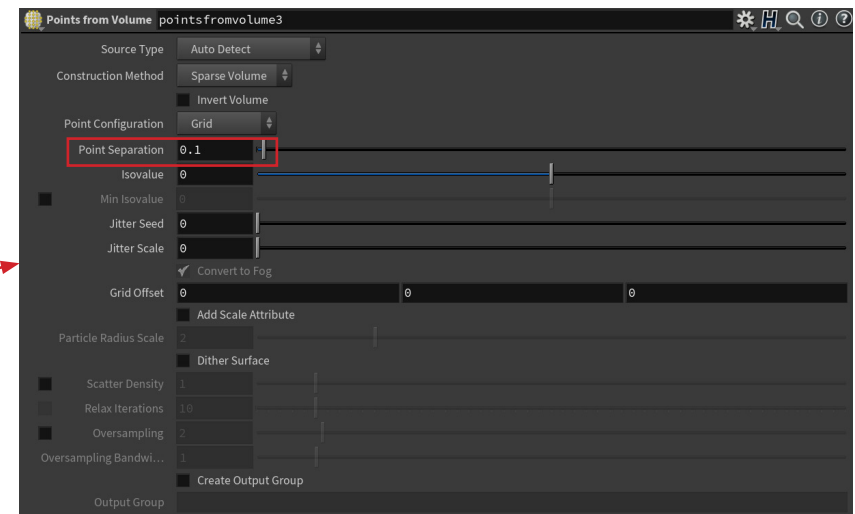 Points from Volume pointsfromvolume3
Source Type Auto Detect
Construction Method Sparse Volume
Invert Volume
Point Configuration Grid
Point Separation 0.1
Isovalue 0
Min Isovalue 0
Jitter Seed 0
Jitter Scale 0
Convert to Fog
Grid Offset 0 0 0
Add Scale Attribute
Particle Radius Scale 2
Dither Surface
Scatter Density 1
Relax Iterations 10
Oversampling 2
Oversampling Bandwi... 1
Create Output Group
Output Group